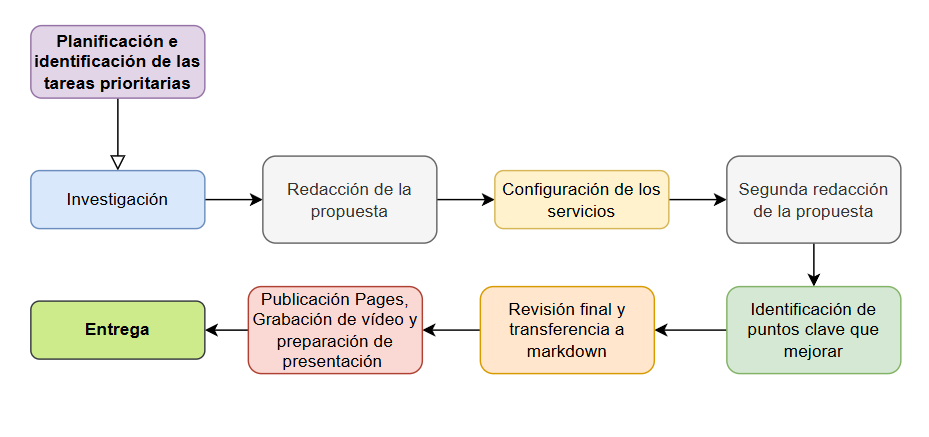 Planificación e
identificación de las
tareas prioritarias
Investigación
Redacción de la
propuesta
Configuración de los
servicios
Segunda redacción
de la propuesta
Identificación de
puntos clave que
mejorar
Revisión final y
transferencia a
markdown
Publicación Pages,
Grabación de vídeo y
preparación de
presentación
Entrega